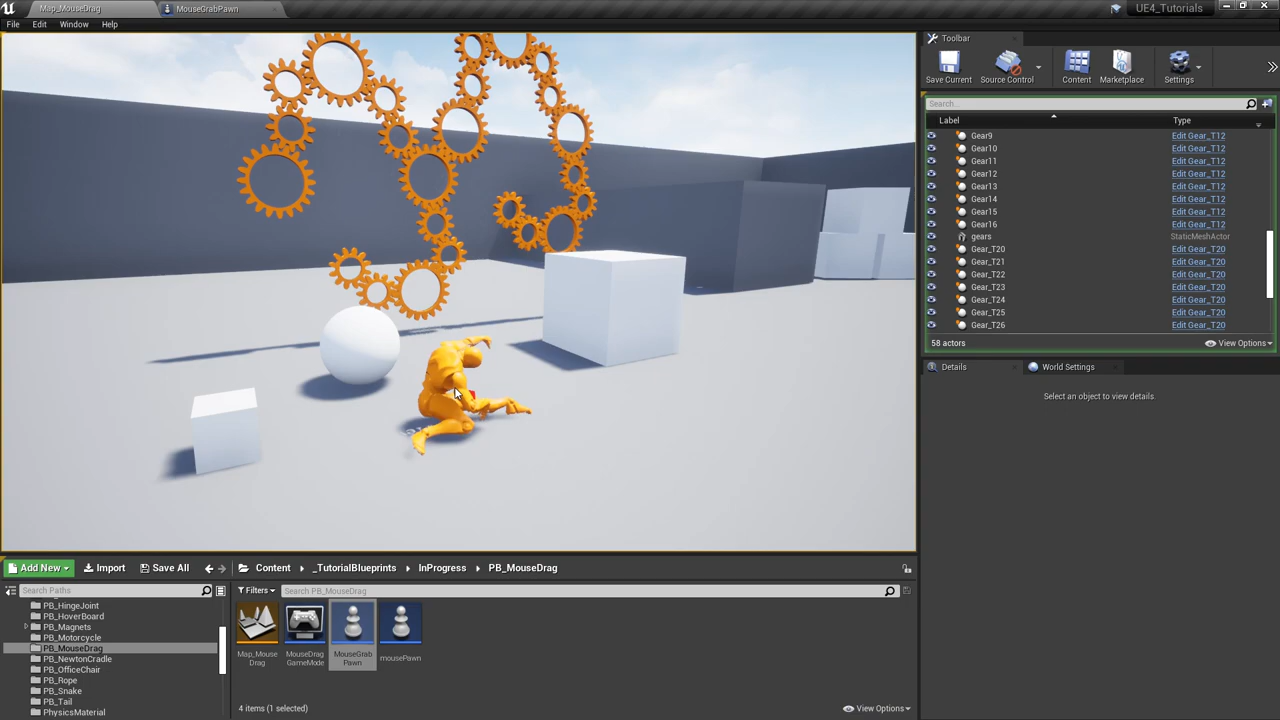 Map_MouseDrag
MouseGrabPawn
UE4_Tutorials
File Edit Window Help
Toolbar
Save Current
Source Control
Content
Marketplace
Settings
Search...
Label Type
Gear9 Edit Gear_T12
Gear10 Edit Gear_T12
Gear11 Edit Gear_T12
Gear12 Edit Gear_T12
Gear13 Edit Gear_T12
Gear14 Edit Gear_T12
Gear15 Edit Gear_T12
Gear16 Edit Gear_T12
gears StaticMeshActor
Gear_T20 Edit Gear_T20
Gear_T21 Edit Gear_T20
Gear_T22 Edit Gear_T20
Gear_T23 Edit Gear_T20
Gear_T24 Edit Gear_T20
Gear_T25 Edit Gear_T20
Gear_T26 Edit Gear_T20
58 actors View Options
Details
World Settings
Select an object to view details.
Add New Import Save All Content _TutorialBlueprints InProgress PB_MouseDrag
Search Paths
Filters Search PB_MouseDrag
PB_HingeJoint
PB_HoverBoard
PB_Magnets
PB_Motorcycle
PB_MouseDrag
PB_NewtonCradle
PB_OfficeChair
PB_Rope
PB_Snake
PB_Tail
PhysicsMaterial
Map_Mouse
Drag
MouseDrag
GameMode
MouseGrab
Pawn
mousePawn
4 items (1 selected) View Options